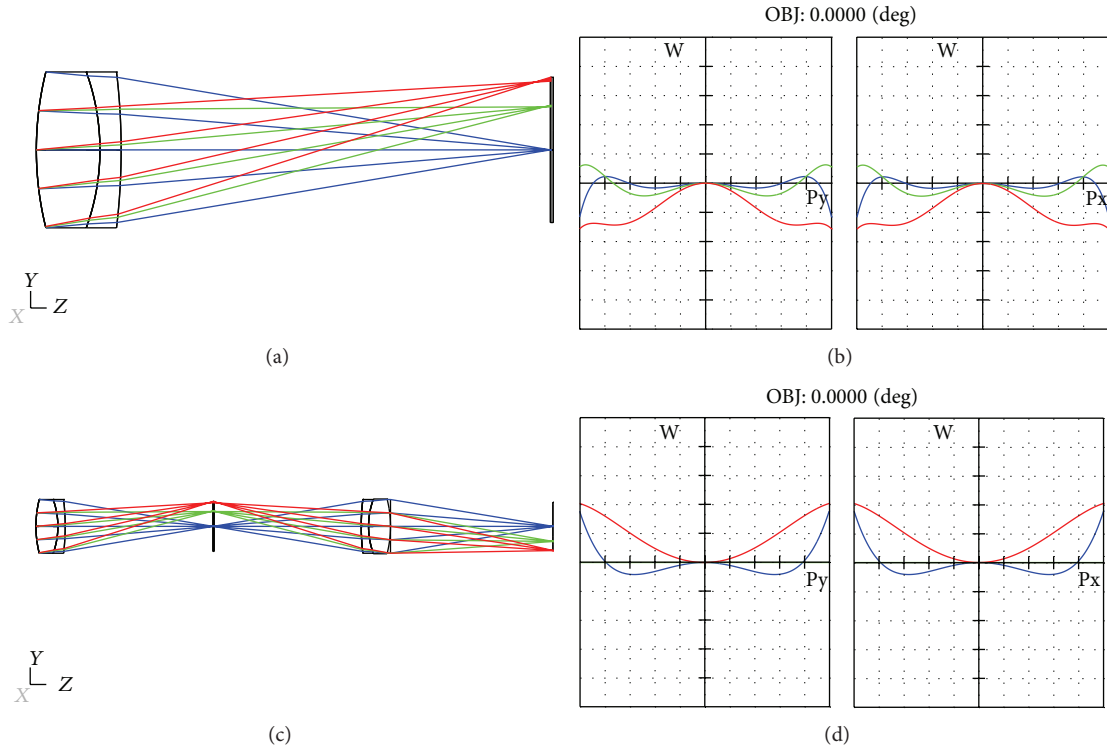 OBJ: 0.0000 (deg)
W
W
Py
Px
Y
X
Z
(a)
(b)
OBJ: 0.0000 (deg)
W
W
Py
Px
Y
X
Z
(c)
(d)